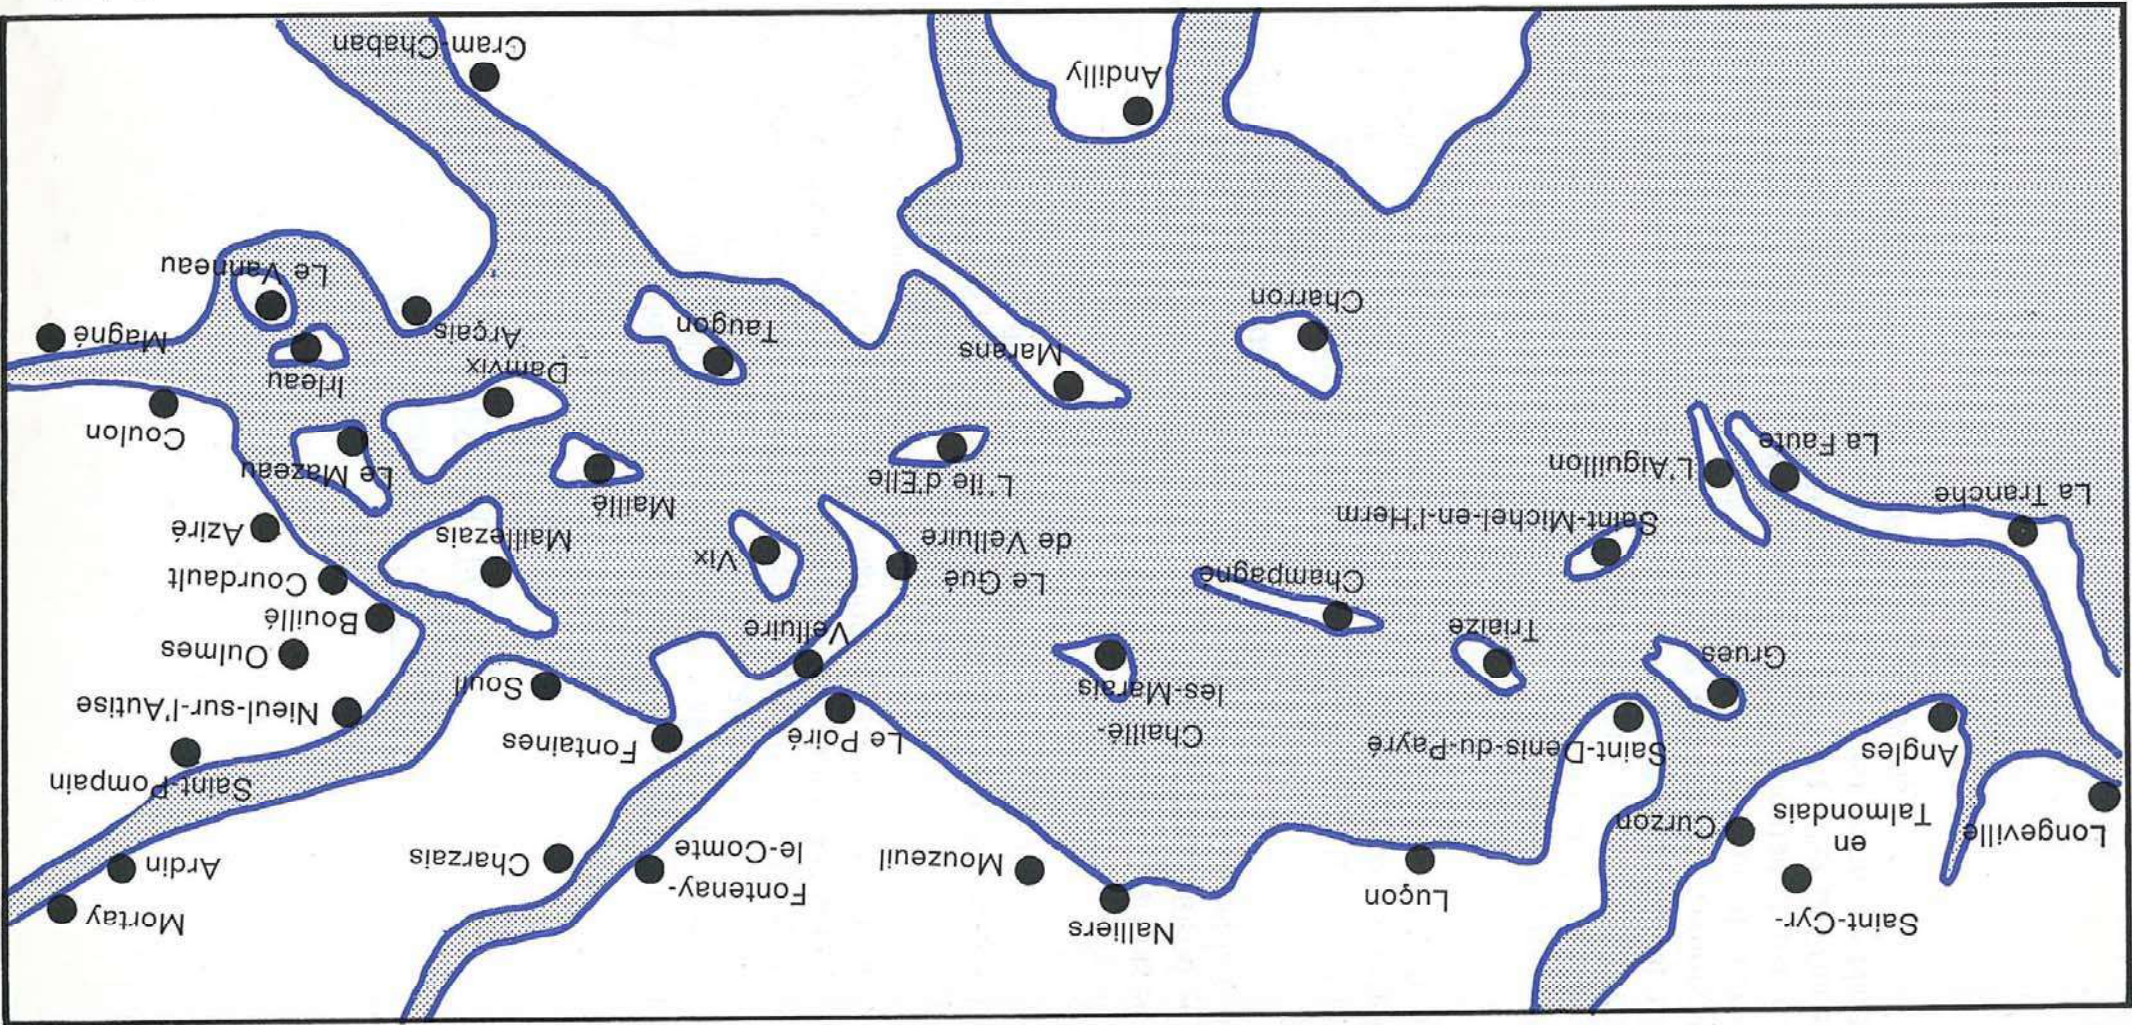 Nalliers
Saint-Cyr-
en
Talmondais
Mortay
Luçon
Fontenay-
le-Comte
Ardin
Mouzeuil
Charzais
Longeville
Curzon
Saint-Pompain
Angles
Saint-Denis-du-Payré
Chaillé-
les-Marais
Le Poiré
Fontaines
Nieul-sur-l'Autise
Souil
Grues
Oulmes
Triaize
Velluire
Bouillé
Champagné
Le Gué
de Velluire
Courdault
Vix
Maillezais
Aziré
Saint-Michel-en-l'Herm
Maillé
La Tranche
L'île d'Elle
Le Mazeau
L'Aiguillon
La Faute
Coulon
Irleau
Damvix
Marans
Magné
Arçais
Taugon
Charron
Le Vanneau
Andilly
Cram-Chaban